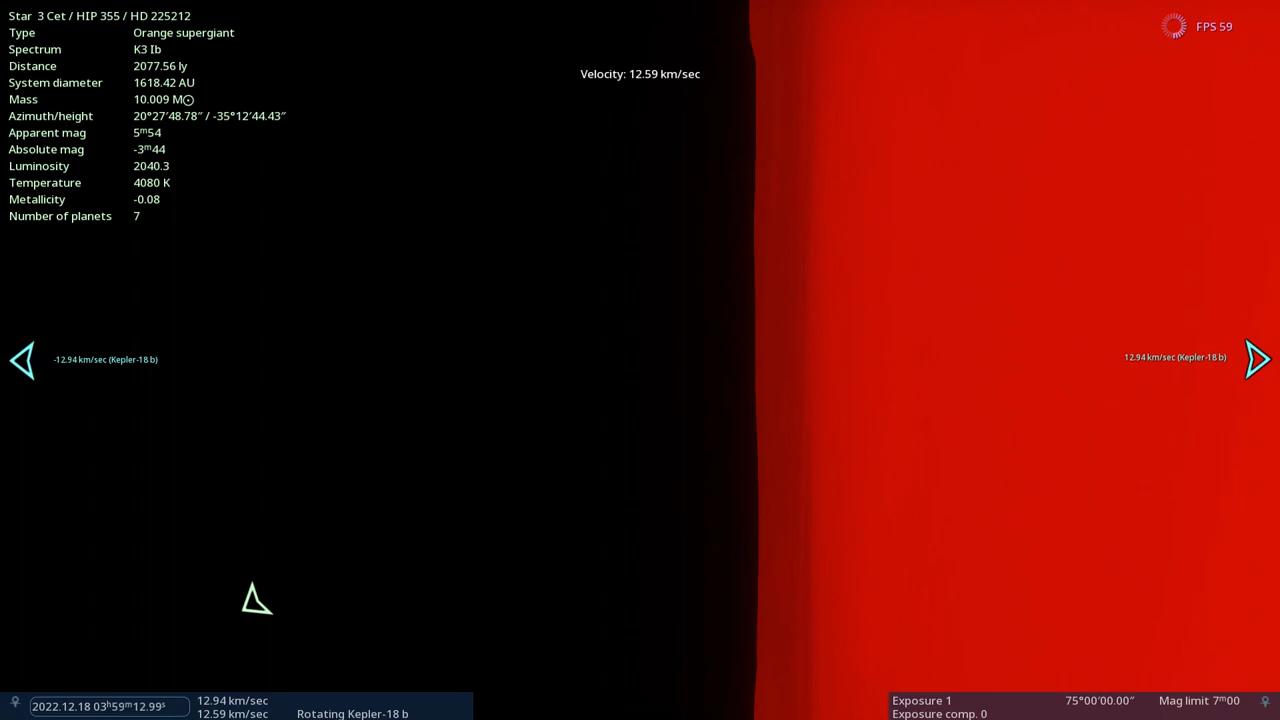 Star 3 Cet / HIP 355 / HD 225212
Type Orange supergiant
Spectrum K3 Ib
Distance 2077.56 ly
System diameter 1618.42 AU
Mass 10.009 M☉
Azimuth/height 20°27′48.78″ / -35°12′44.43″
Apparent mag 5ᵐ54
Absolute mag -3ᵐ44
Luminosity 2040.3
Temperature 4080 K
Metallicity -0.08
Number of planets 7
FPS 59
Velocity: 12.59 km/sec
-12.94 km/sec (Kepler-18 b)
12.94 km/sec (Kepler-18 b)
2022.12.18 03ʰ59ᵐ12.99ˢ
12.94 km/sec
12.59 km/sec Rotating Kepler-18 b
Exposure 1 75°00′00.00″ Mag limit 7ᵐ00
Exposure comp. 0